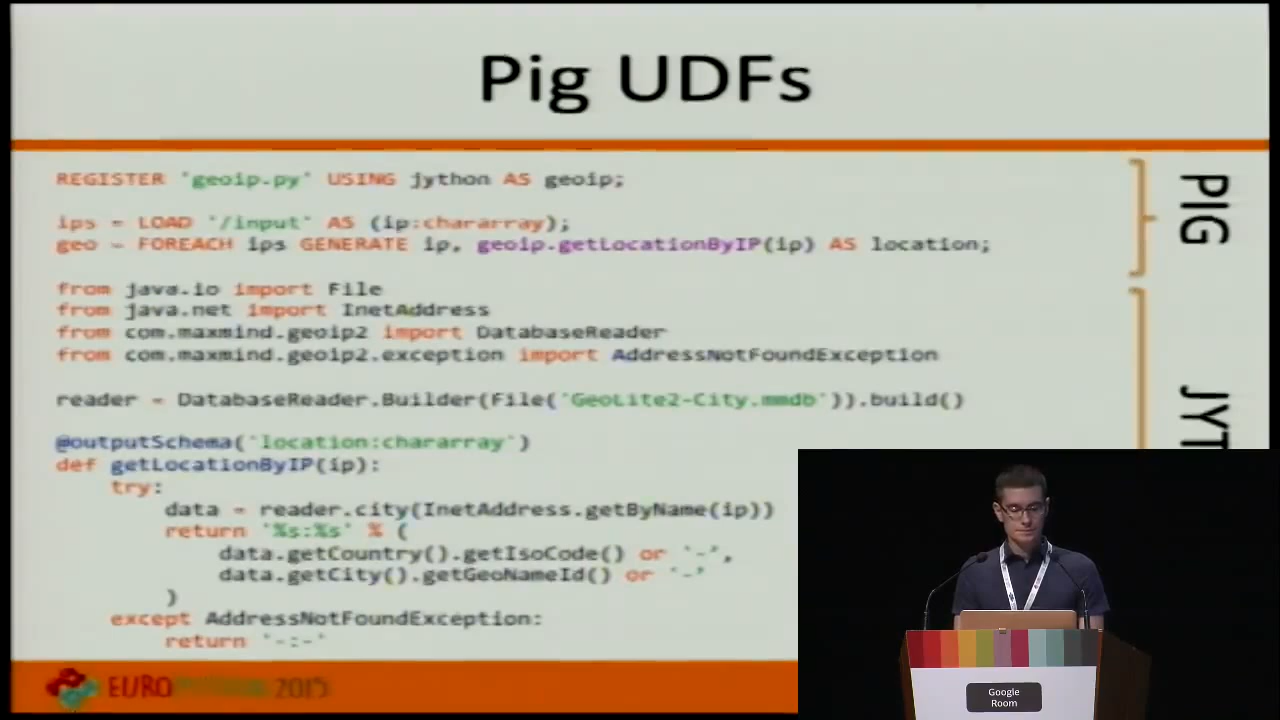 Pig UDFs
REGISTER 'geoip.py' USING jython AS geoip;
ips = LOAD '/input' AS (ip:chararray);
geo = FOREACH ips GENERATE ip, geoip.getLocationByIP(ip) AS location;
PIG
from java.io import File
from java.net import InetAddress
from com.maxmind.geoip2 import DatabaseReader
from com.maxmind.geoip2.exception import AddressNotFoundException
reader = DatabaseReader.Builder(File('GeoLite2-City.mmdb')).build()
JYT
@outputSchema('location:chararray')
def getLocationByIP(ip):
try:
data = reader.city(InetAddress.getByName(ip))
return '%s:%s' % (
data.getCountry().getIsoCode() or '-',
data.getCity().getGeoNameId() or '-'
)
except AddressNotFoundException:
return '-:-'
EUROPYTHON 2015
Google
Room